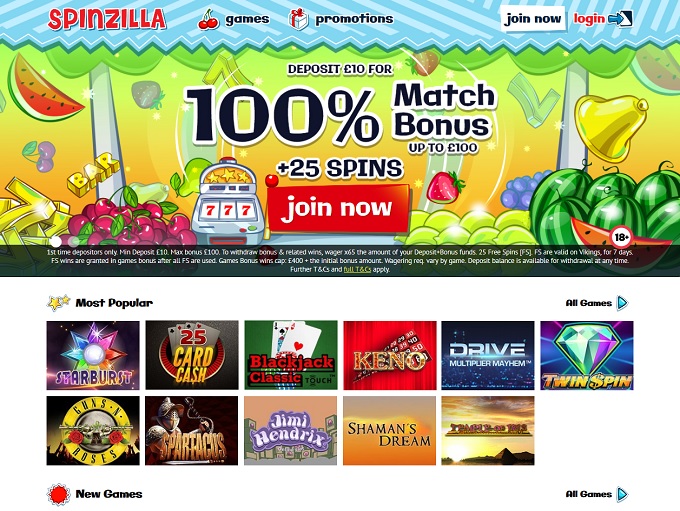 SPINZILLA
games
promotions
join now
login
DEPOSIT £10 FOR
100% Match
Bonus
UP TO £100
+25 SPINS
join now
BAR
7 7 7
18+
1st time depositors only. Min Deposit £10. Max bonus £100. To withdraw bonus & related wins, wager x65 the amount of your Deposit+Bonus funds. 25 Free Spins [FS]. FS are valid on Vikings, for 7 days.
FS wins are granted in games bonus after all FS are used. Games Bonus wins cap: £400 + the initial bonus amount. Wagering req. vary by game. Deposit balance is available for withdrawal at any time.
Further T&Cs and full T&Cs apply.
Most Popular
All Games
STARBURST
25
CARD
CASH
Blackjack
Classic
TOUCH
KENO
DRIVE
MULTIPLIER MAYHEM™
TWIN SPIN
GUNS N'
ROSES
SPARTACUS
Jimi
Hendrix
SHAMAN'S
DREAM
New Games
All Games